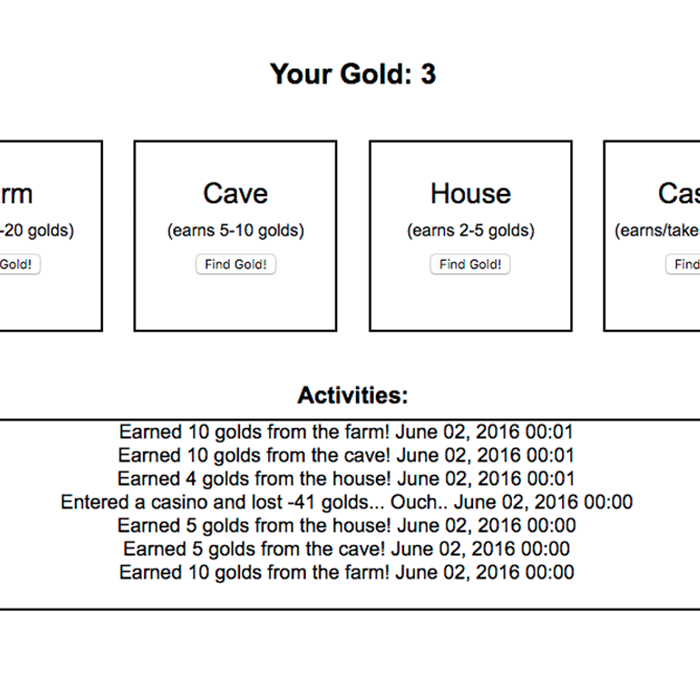 Your Gold: 3
rm
Cave
House
Cas
-20 golds)
(earns 5-10 golds)
(earns 2-5 golds)
(earns/take
Gold!
Find Gold!
Find Gold!
Find
Activities:
Earned 10 golds from the farm! June 02, 2016 00:01
Earned 10 golds from the cave! June 02, 2016 00:01
Earned 4 golds from the house! June 02, 2016 00:01
Entered a casino and lost -41 golds... Ouch.. June 02, 2016 00:00
Earned 5 golds from the house! June 02, 2016 00:00
Earned 5 golds from the cave! June 02, 2016 00:00
Earned 10 golds from the farm! June 02, 2016 00:00